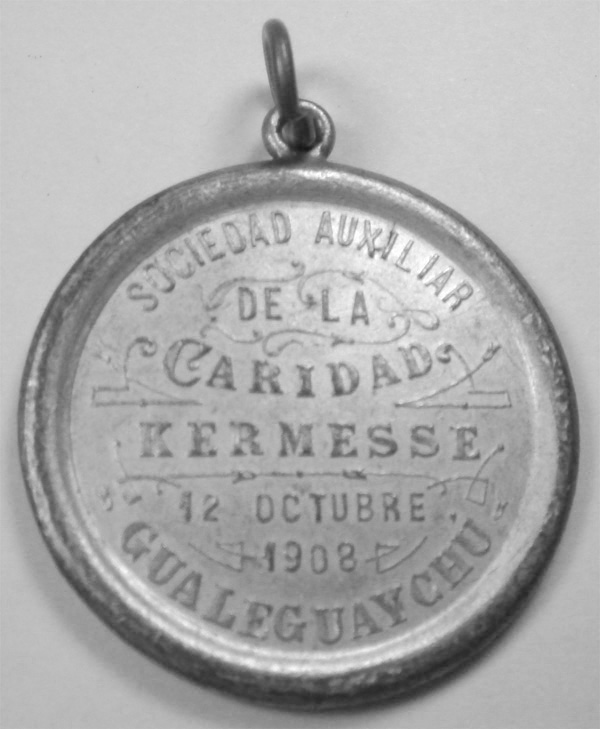 SOCIEDAD AUXILIAR
DE LA
CARIDAD
KERMESSE
12 OCTUBRE
1908
GUALEGUAYCHU